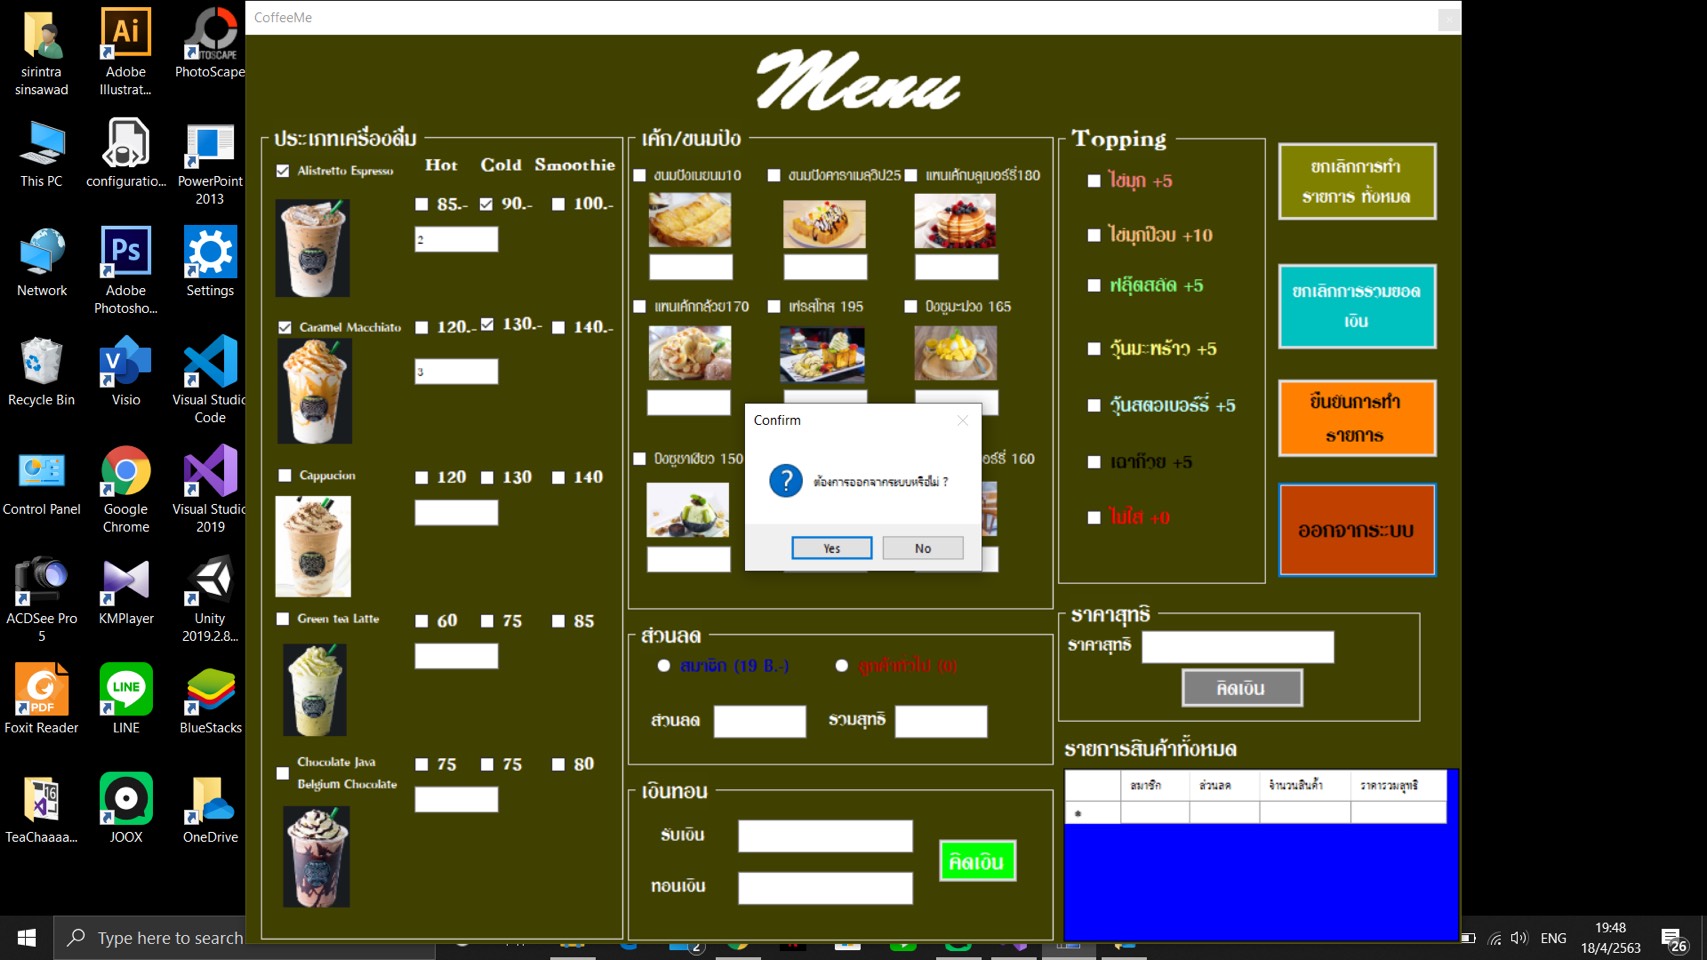 CoffeeMe
Menu
sirintra
sinsawad
Adobe
Illustrat...
PhotoScape
This PC
configuratio...
PowerPoint
2013
Network
Adobe
Photosho...
Settings
Recycle Bin
Visio
Visual Studio
Code
Control Panel
Google
Chrome
Visual Studio
2019
ACDSee Pro
5
KMPlayer
Unity
2019.2.8...
Foxit Reader
LINE
BlueStacks
TeaChaaaa...
JOOX
OneDrive
ประเภทเครื่องดื่ม
Hot Cold Smoothie
Alistretto Espresso
85.- 90.- 100.-
2
Caramel Macchiato 120.- 130.- 140.-
3
Cappucion 120 130 140
Green tea Latte 60 75 85
Chocolate Java
Belgium Chocolate
75 75 80
เค้ก/ขนมปัง
ขนมปังเนยนม10 ขนมปังคาราเมลวิป25 แพนเค้กบลูเบอร์รี่180
แพนเค้กกล้วย170 เฟรสโทส 195 ปังชูมะม่วง 165
ปังชูชาเขียว 150
อร์รี่ 160
Confirm
ต้องการออกจากระบบหรือไม่ ?
Yes No
ส่วนลด
สมาชิก (19 B.-) ลูกค้าทั่วไป (0)
ส่วนลด รวมสุทธิ
เงินทอน
รับเงิน
ทอนเงิน
คิดเงิน
Topping
ไข่มุก +5
ไข่มุกป๊อบ +10
ฟลุ๊ตสลัด +5
วุ้นมะพร้าว +5
วุ้นสตอเบอร์รี่ +5
เฉาก๊วย +5
ไม่ใส่ +0
ยกเลิกการทำ
รายการ ทั้งหมด
ยกเลิกการรวมยอด
เงิน
ยืนยันการทำ
รายการ
ออกจากระบบ
ราคาสุทธิ
ราคาสุทธิ
คิดเงิน
รายการสินค้าทั้งหมด
สมาชิก ส่วนลด จำนวนสินค้ำ ราคารวมสุทธิ
Type here to search
2
ENG
19:48
18/4/2563
26